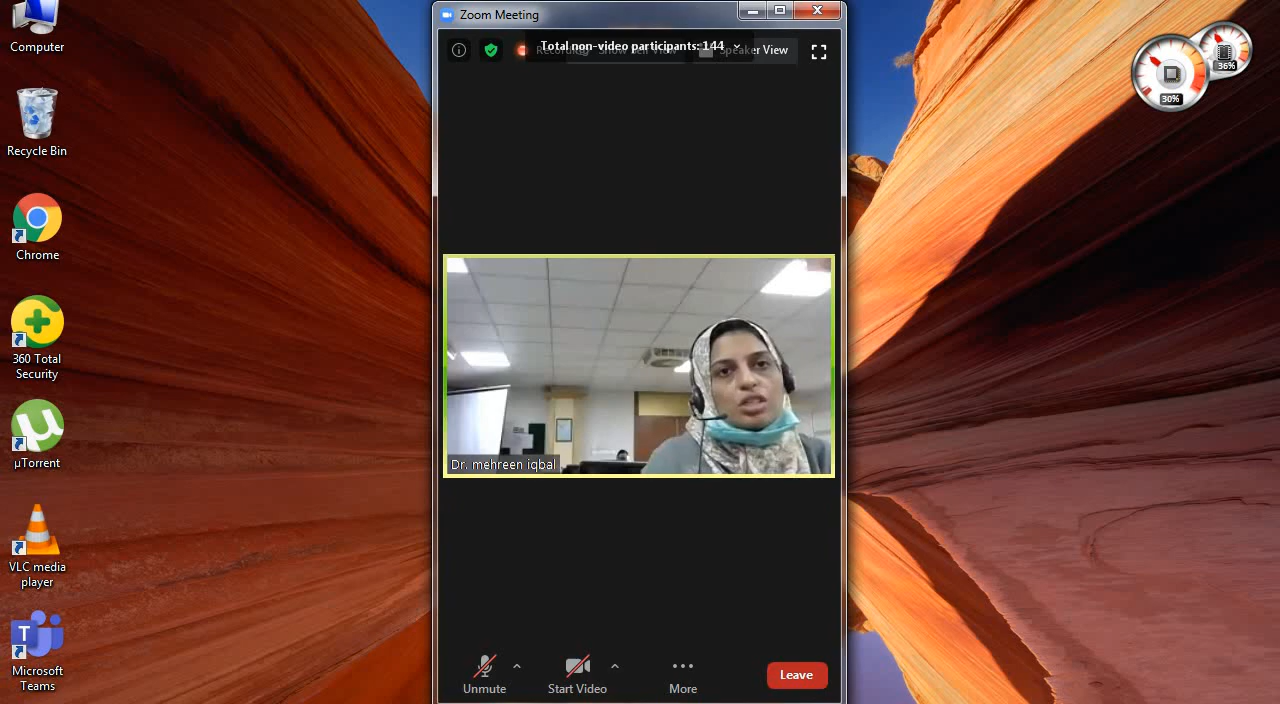 Computer
Recycle Bin
Chrome
360 Total
Security
µTorrent
VLC media
player
Microsoft
Teams
Zoom Meeting
Total non-video participants: 144
Speaker View
Dr. mehreen iqbal
Unmute
Start Video
More
Leave
30%
36%